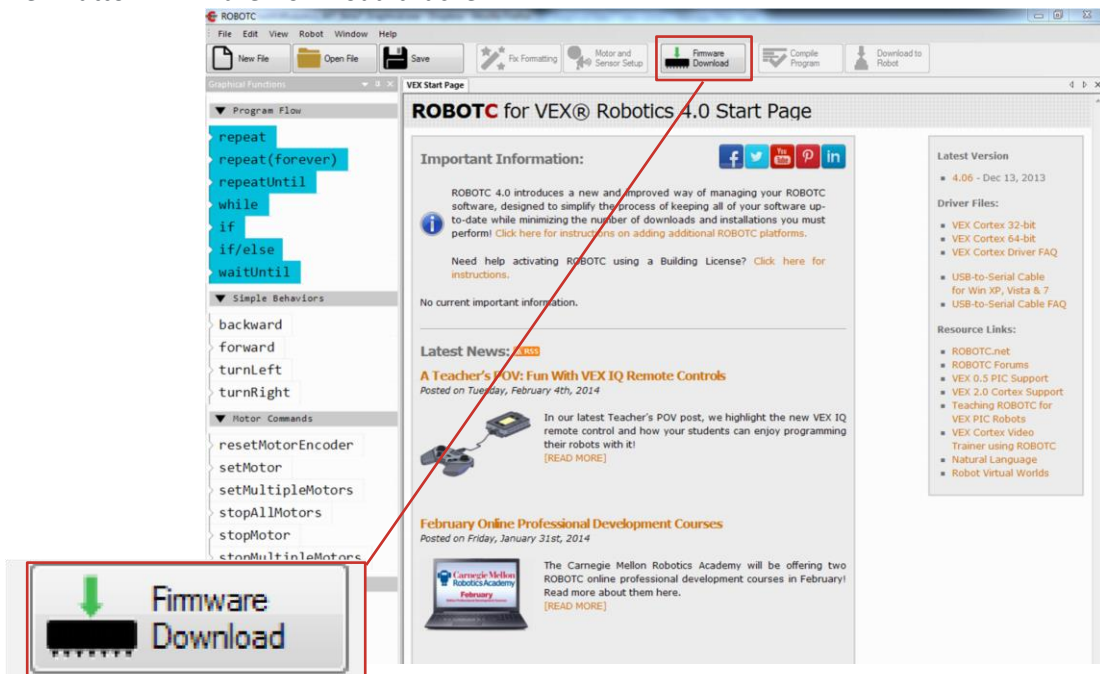 ROBOTC
File Edit View Robot Window Help
New File Open File Save Fix Formatting Motor and Sensor Setup Firmware Download Compile Program Download to Robot
Graphical Functions
Program Flow
repeat
repeat(forever)
repeatUntil
while
if
if/else
waitUntil
Simple Behaviors
backward
forward
turnLeft
turnRight
Motor Commands
resetMotorEncoder
setMotor
setMultipleMotors
stopAllMotors
stopMotor
stopMultipleMotors
VEX Start Page
ROBOTC for VEX® Robotics 4.0 Start Page
Important Information:
f You Tube in
ROBOTC 4.0 introduces a new and improved way of managing your ROBOTC
software, designed to simplify the process of keeping all of your software up-
to-date while minimizing the number of downloads and installations you must
perform! Click here for instructions on adding additional ROBOTC platforms.
Need help activating ROBOTC using a Building License? Click here for
instructions.
No current important information.
Latest News: RSS
A Teacher's POV: Fun With VEX IQ Remote Controls
Posted on Tuesday, February 4th, 2014
In our latest Teacher's POV post, we highlight the new VEX IQ
remote control and how your students can enjoy programming
their robots with it!
[READ MORE]
February Online Professional Development Courses
Posted on Friday, January 31st, 2014
Carnegie Mellon
Robotics Academy
February
The Carnegie Mellon Robotics Academy will be offering two
ROBOTC online professional development courses in February!
Read more about them here.
[READ MORE]
Latest Version
4.06 - Dec 13, 2013
Driver Files:
VEX Cortex 32-bit
VEX Cortex 64-bit
VEX Cortex Driver FAQ
USB-to-Serial Cable
for Win XP, Vista & 7
USB-to-Serial Cable FAQ
Resource Links:
ROBOTC.net
ROBOTC Forums
VEX 0.5 PIC Support
VEX 2.0 Cortex Support
Teaching ROBOTC for
VEX PIC Robots
VEX Cortex Video
Trainer using ROBOTC
Natural Language
Robot Virtual Worlds
Firmware
Download